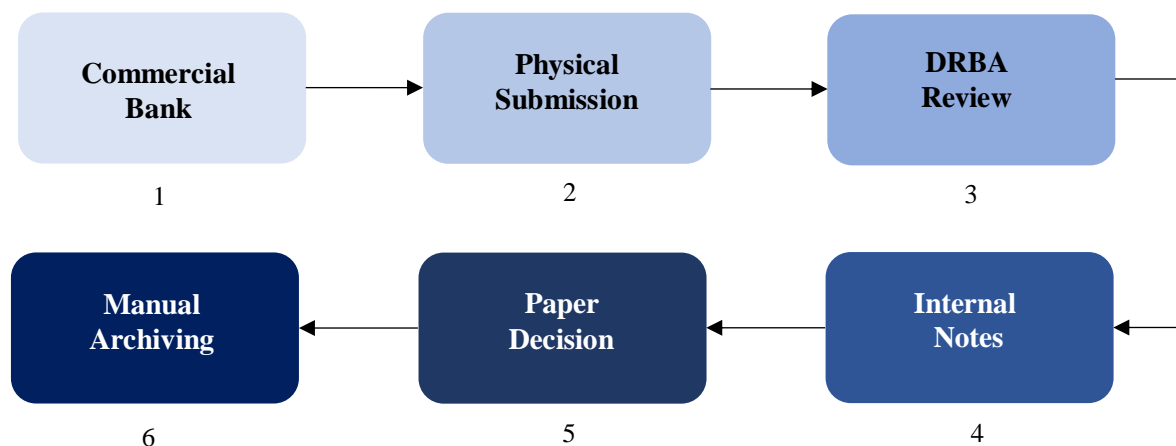 Commercial
Bank
1
Physical
Submission
2
DRBA
Review
3
Internal
Notes
4
Paper
Decision
5
Manual
Archiving
6